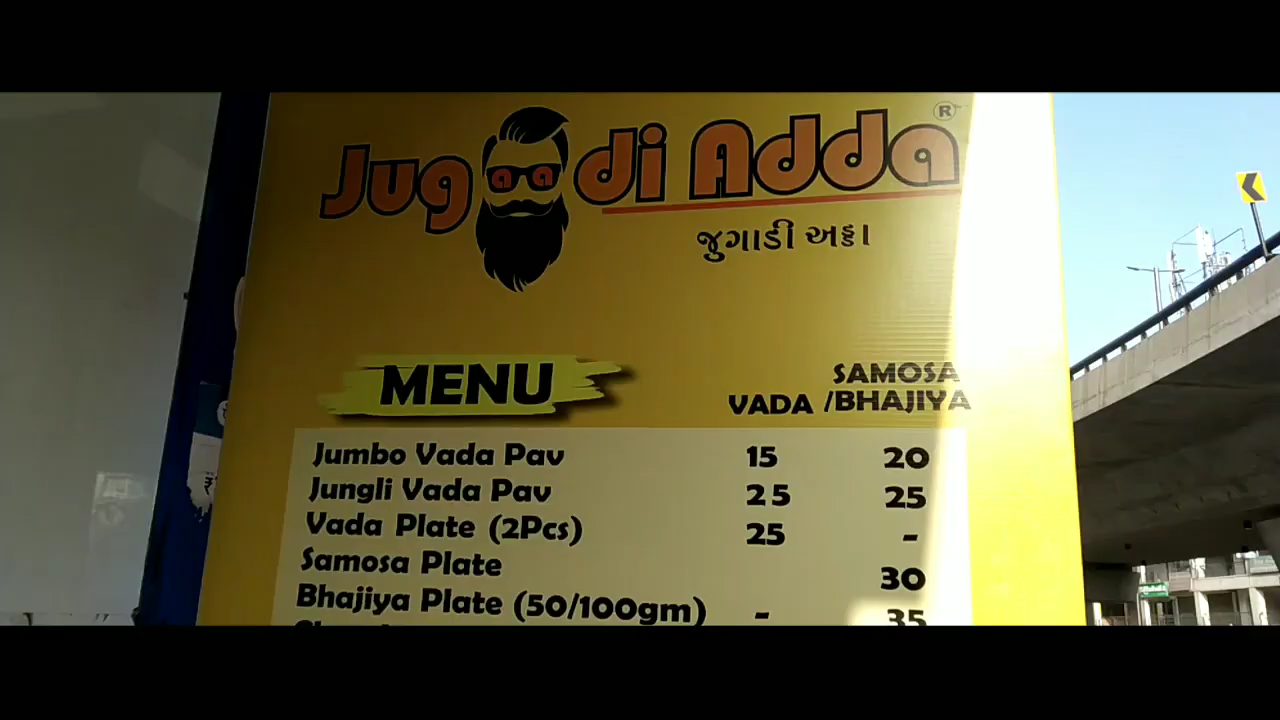 Jugaadi Adda ®
જુગાડી અડ્ડા
MENU
VADA SAMOSA /BHAJIYA
Jumbo Vada Pav 15 20
Jungli Vada Pav 25 25
Vada Plate (2Pcs) 25 -
Samosa Plate 30
Bhajiya Plate (50/100gm) - 35